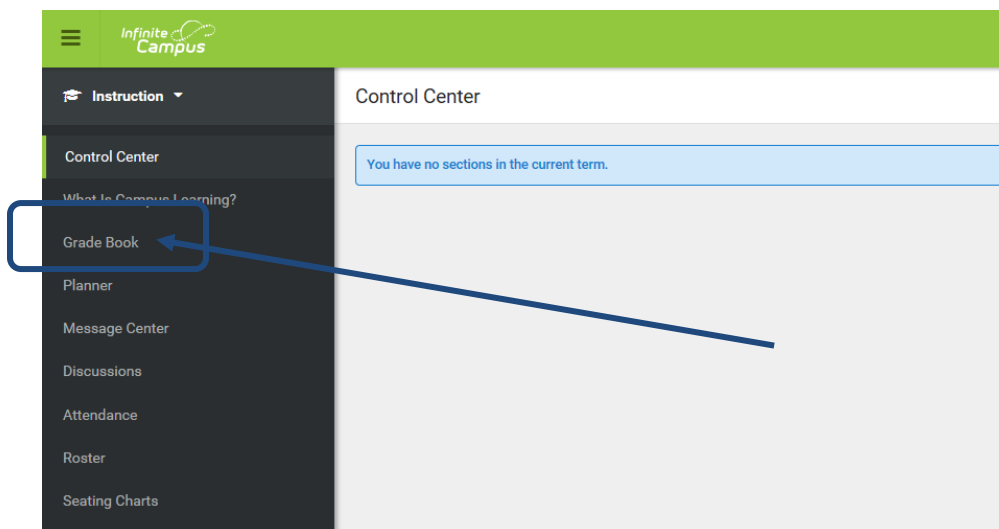 Infinite
Campus
Instruction
Control Center
Control Center
You have no sections in the current term.
What Is Campus Learning?
Grade Book
Planner
Message Center
Discussions
Attendance
Roster
Seating Charts